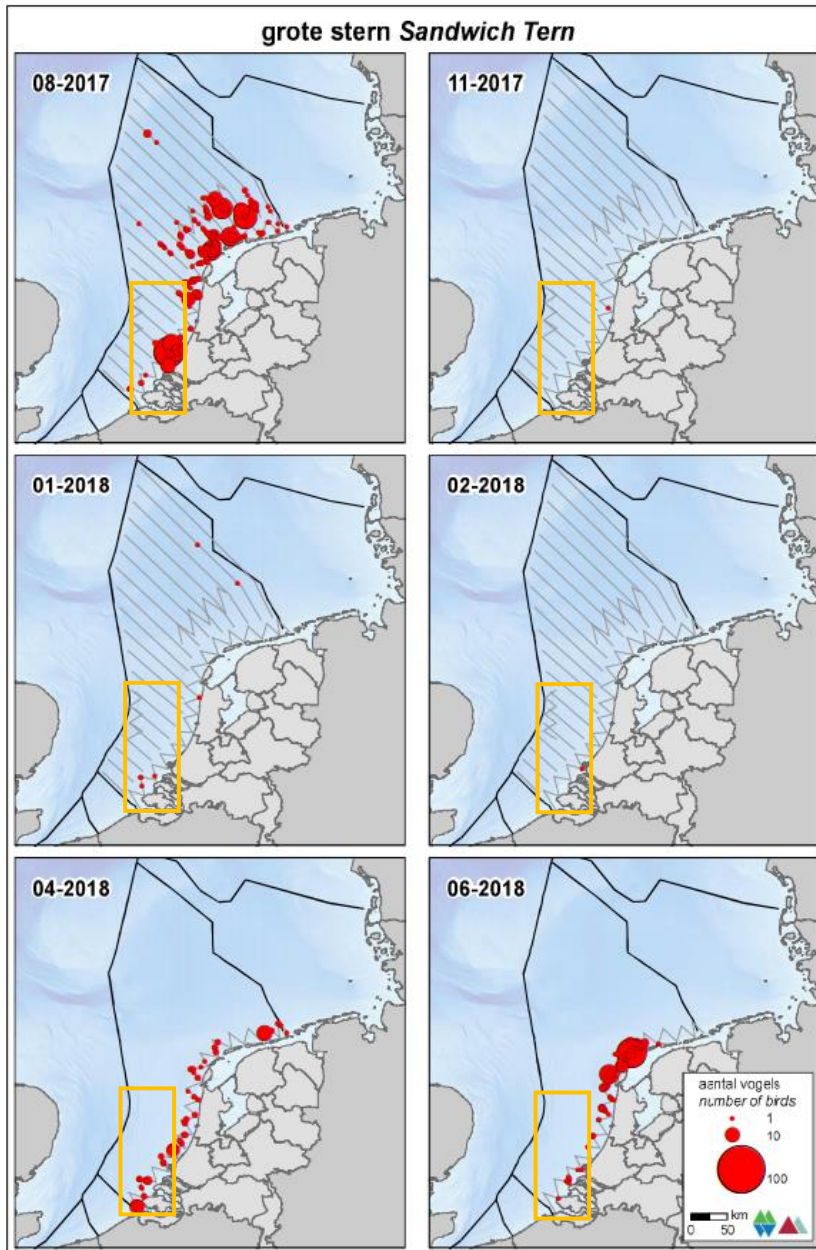 grote stern Sandwich Tern
08-2017
11-2017
01-2018
02-2018
04-2018
06-2018
aantal vogels
number of birds
1
10
100
km
0 50